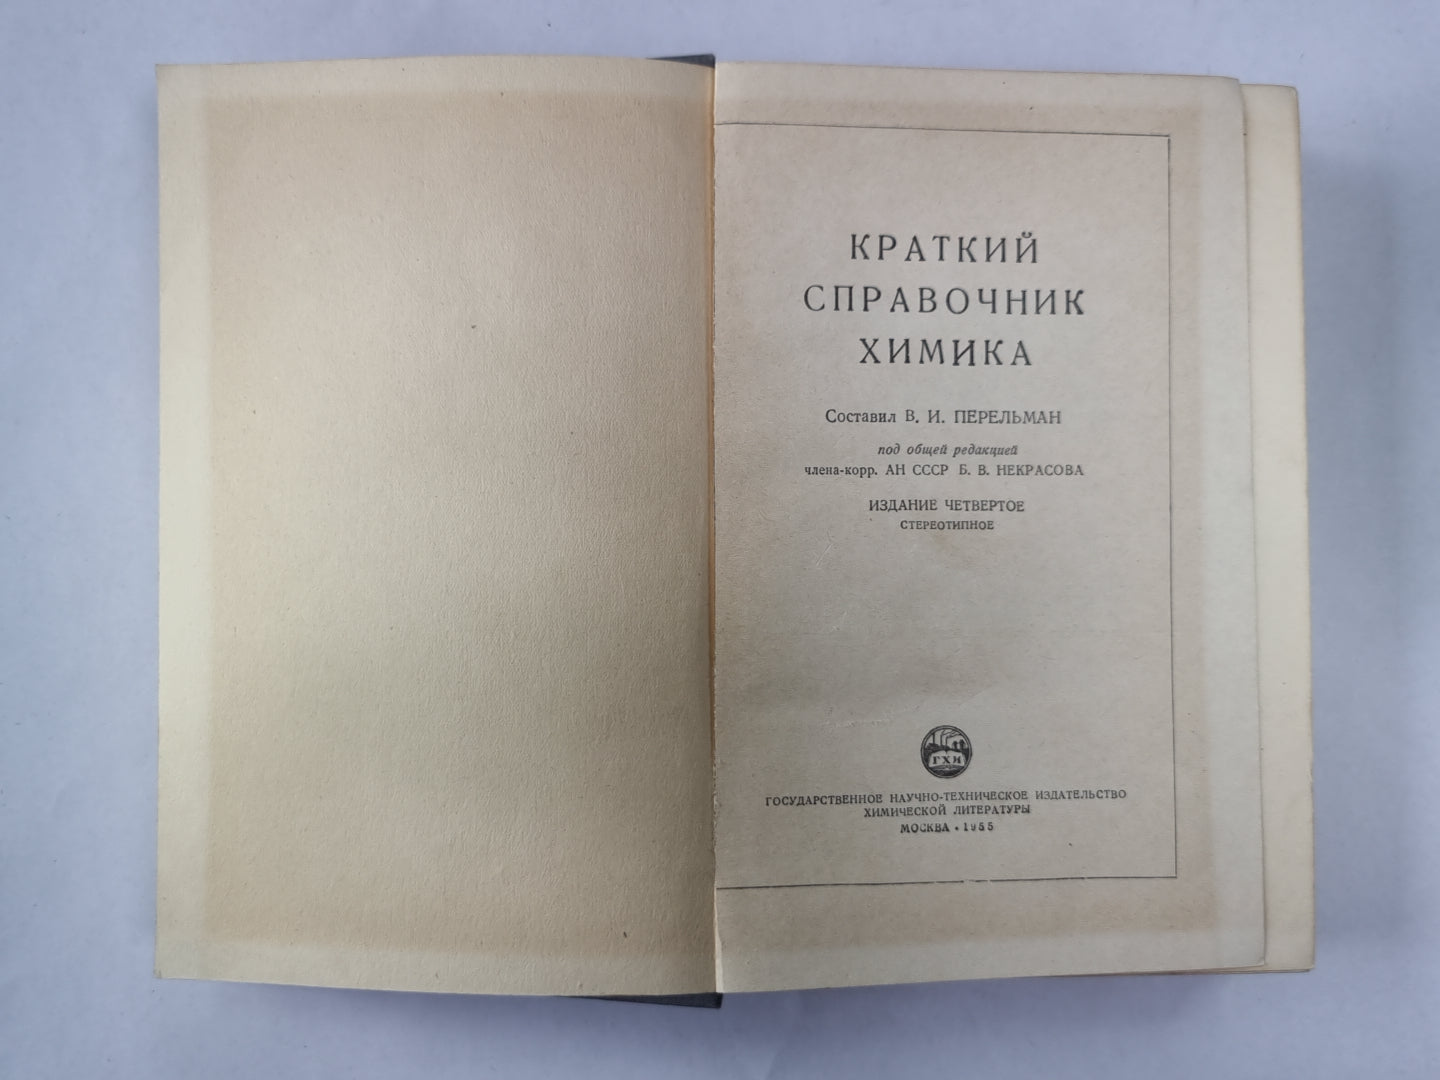 КРАТКИЙ
СПРАВОЧНИК
ХИМИКА
Составил В. И. ПЕРЕЛЬМАН
под общей редакцией
члена-корр. АН СССР Б. В. НЕКРАСОВА
ИЗДАНИЕ ЧЕТВЕРТОЕ
СТЕРЕОТИПНОЕ
ГХИ
ГОСУДАРСТВЕННОЕ НАУЧНО-ТЕХНИЧЕСКОЕ ИЗДАТЕЛЬСТВО
ХИМИЧЕСКОЙ ЛИТЕРАТУРЫ
МОСКВА • 1955